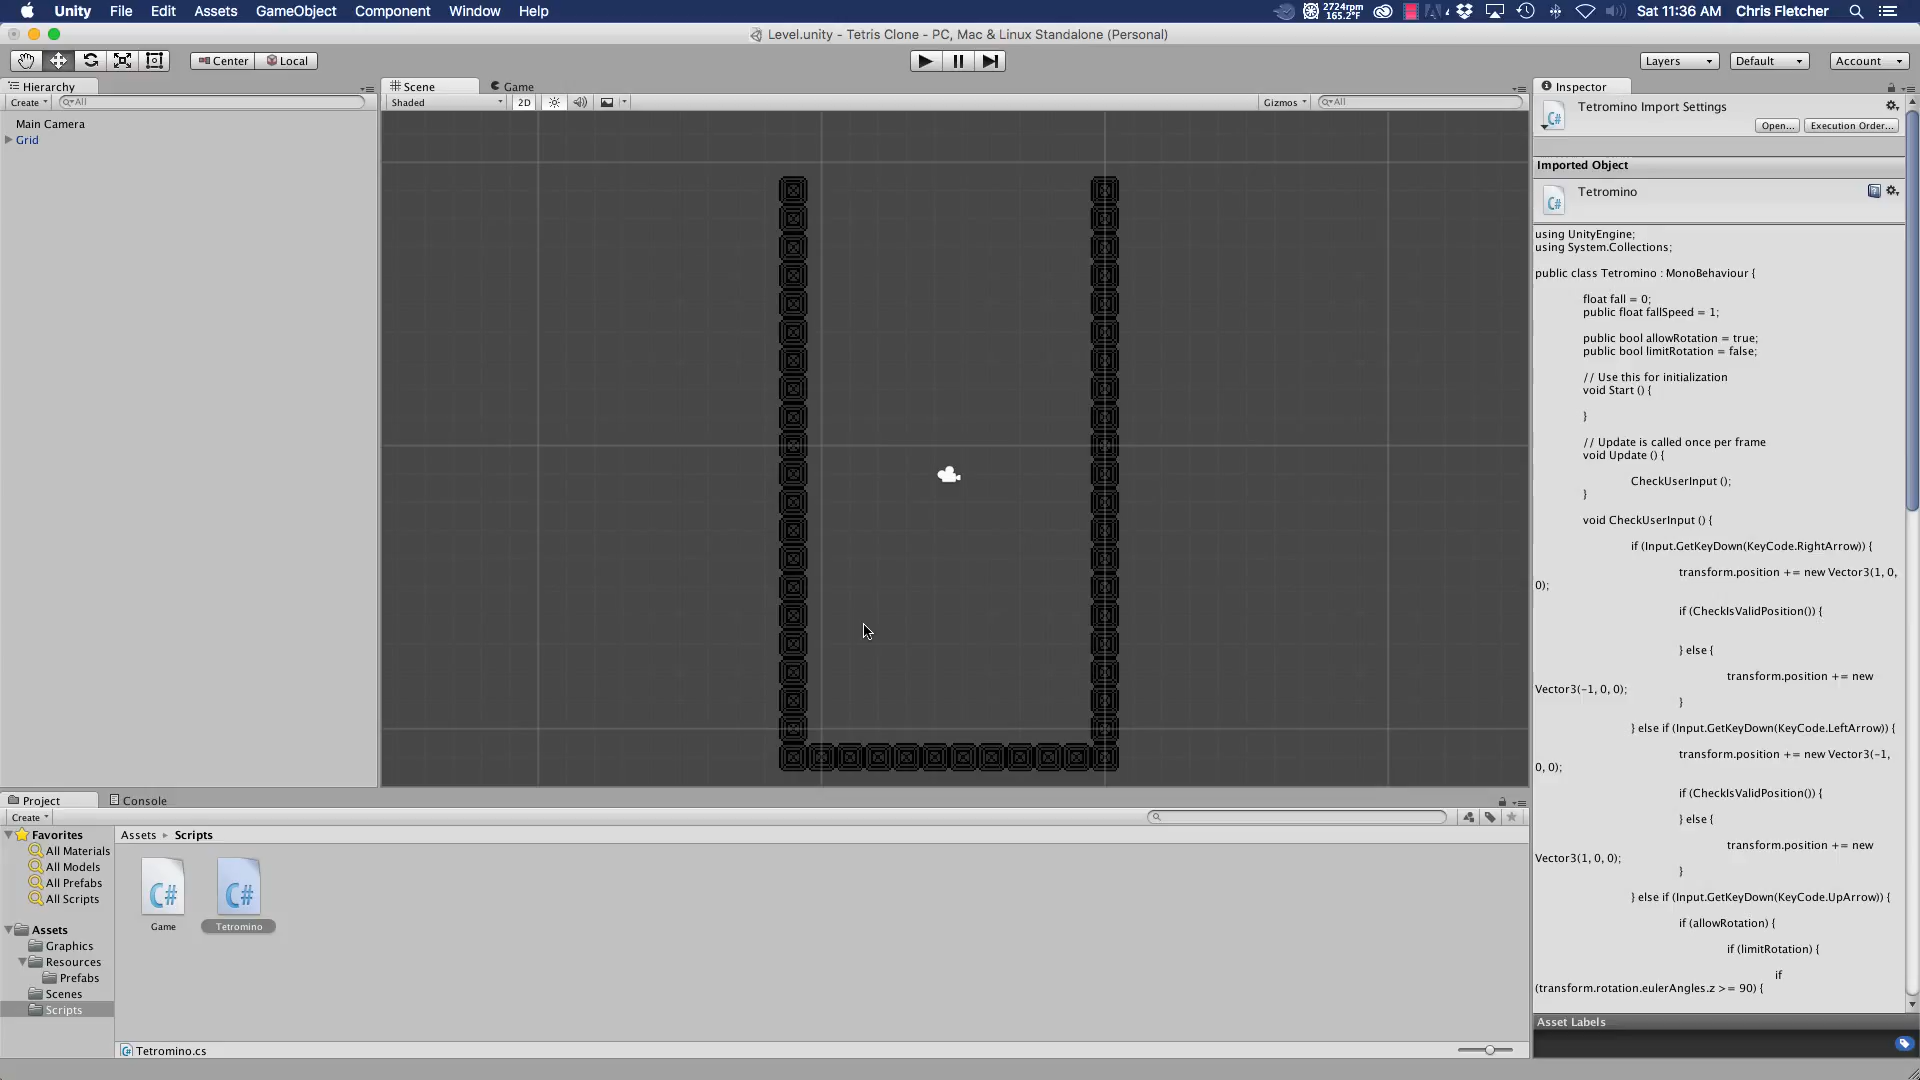 Unity File Edit Assets GameObject Component Window Help
2724rpm
165.2°F
4
Sat 11:36 AM Chris Fletcher
Level.unity - Tetris Clone - PC, Mac & Linux Standalone (Personal)
Center Local
Layers Default Account
Hierarchy
Create All
Main Camera
Grid
Scene Game
Shaded 2D Gizmos All
Inspector
Tetromino Import Settings
Open... Execution Order...
Imported Object
C#
Tetromino
C#
using UnityEngine;
using System.Collections;
public class Tetromino : MonoBehaviour {
float fall = 0;
public float fallSpeed = 1;
public bool allowRotation = true;
public bool limitRotation = false;
// Use this for initialization
void Start () {
}
// Update is called once per frame
void Update () {
CheckUserInput ();
}
void CheckUserInput () {
if (Input.GetKeyDown(KeyCode.RightArrow)) {
transform.position += new Vector3(1, 0,
0);
if (CheckIsValidPosition()) {
} else {
transform.position += new
Vector3(-1, 0, 0);
}
} else if (Input.GetKeyDown(KeyCode.LeftArrow)) {
transform.position += new Vector3(-1,
0, 0);
if (CheckIsValidPosition()) {
} else {
transform.position += new
Vector3(1, 0, 0);
}
} else if (Input.GetKeyDown(KeyCode.UpArrow)) {
if (allowRotation) {
if (limitRotation) {
if
(transform.rotation.eulerAngles.z >= 90) {
Asset Labels
Project Console
Create
Favorites
All Materials
All Models
All Prefabs
All Scripts
Assets
Graphics
Resources
Prefabs
Scenes
Scripts
Assets Scripts
C# C#
Game Tetromino
Tetromino.cs